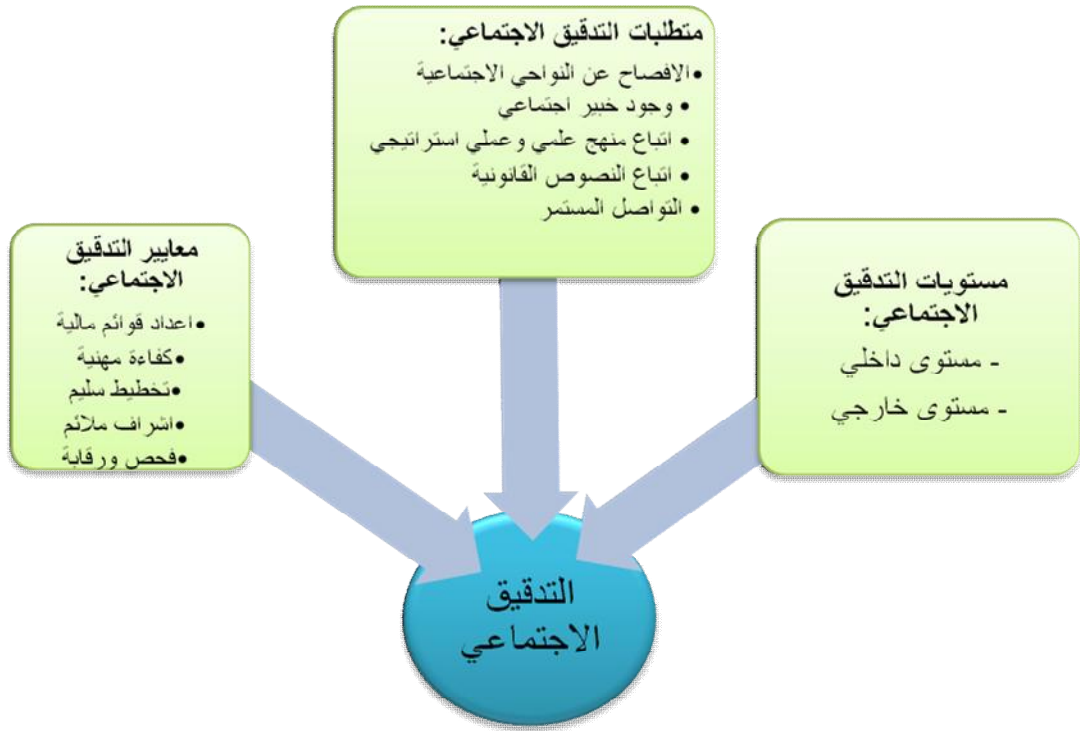 متطلبات التدقيق الاجتماعي:
•الافصاح عن النواحي الاجتماعية
• وجود خبير اجتماعي
• اتباع منهج علمي وعملي استراتيجي
• اتباع النصوص القانونية
• التواصل المستمر
مستويات التدقيق
الاجتماعي:
- مستوى داخلي
- مستوى خارجي
معايير التدقيق
الاجتماعي:
•اعداد قوائم مالية
•كفاءة مهنية
•تخطيط سليم
•اشراف ملائم
•فحص ورقابة
التدقيق
الاجتماعي